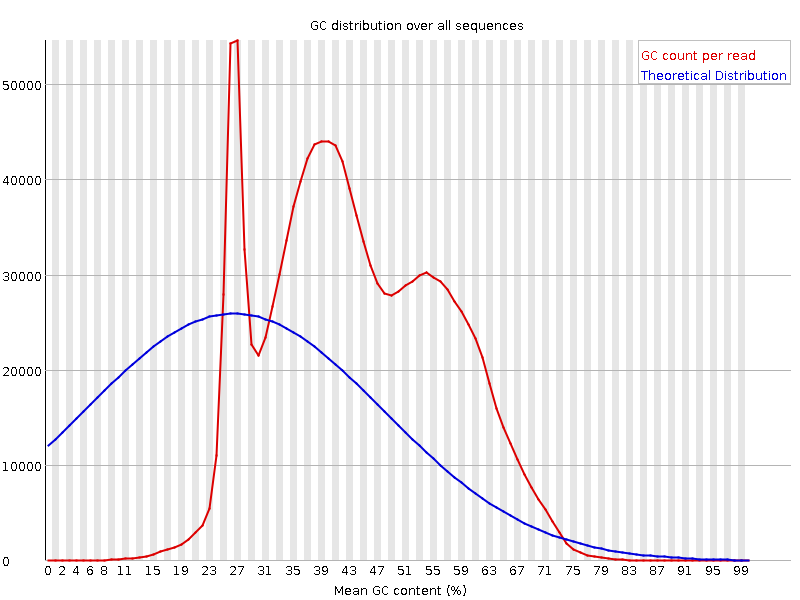 GC distribution over all sequences
GC count per read
Theoretical Distribution
50000
40000
30000
20000
10000
0
0 2 4 6 8 11 15 19 23 27 31 35 39 43 47 51 55 59 63 67 71 75 79 83 87 91 95 99
Mean GC content (%)